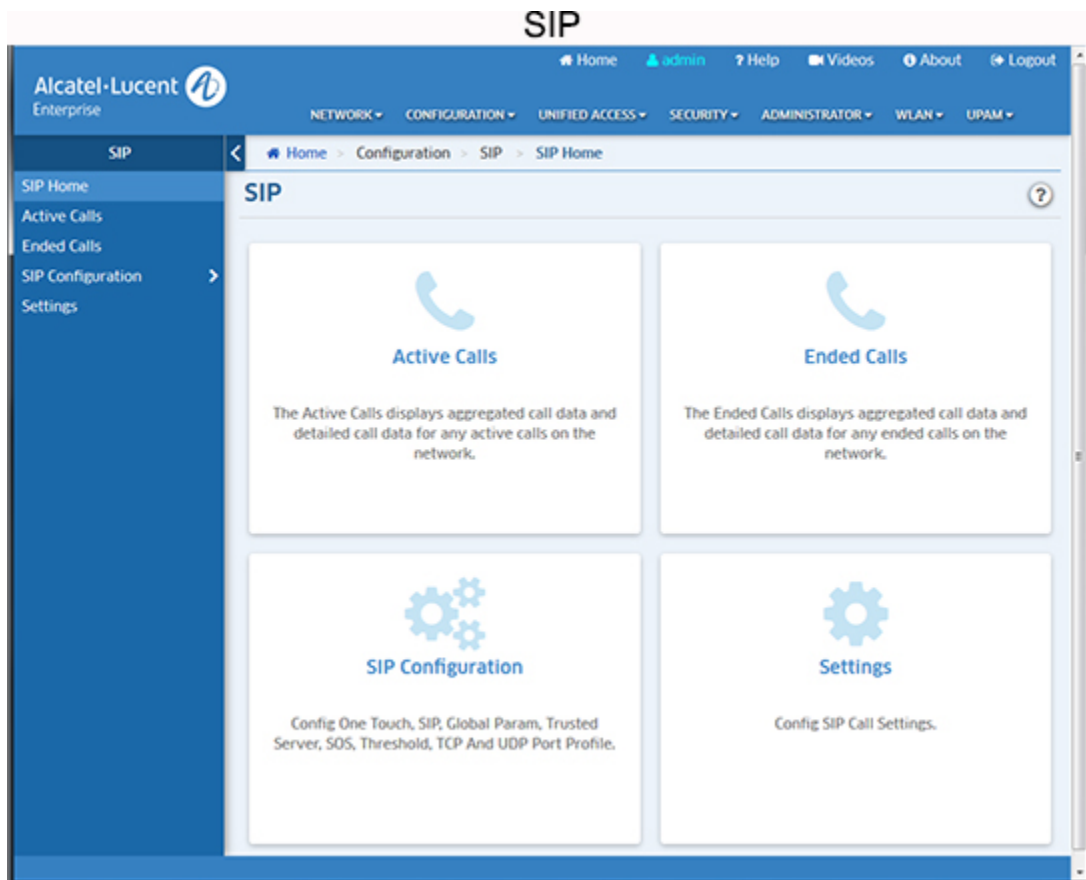 SIP
Home admin ? Help Videos About Logout
Alcatel·Lucent
Enterprise
NETWORK CONFIGURATION UNIFIED ACCESS SECURITY ADMINISTRATOR WLAN UPAM
SIP
Home > Configuration > SIP > SIP Home
SIP Home
Active Calls
Ended Calls
SIP Configuration
Settings
SIP
?
Active Calls
The Active Calls displays aggregated call data and
detailed call data for any active calls on the
network.
Ended Calls
The Ended Calls displays aggregated call data and
detailed call data for any ended calls on the
network.
SIP Configuration
Config One Touch, SIP, Global Param, Trusted
Server, SOS, Threshold, TCP And UDP Port Profile.
Settings
Config SIP Call Settings.